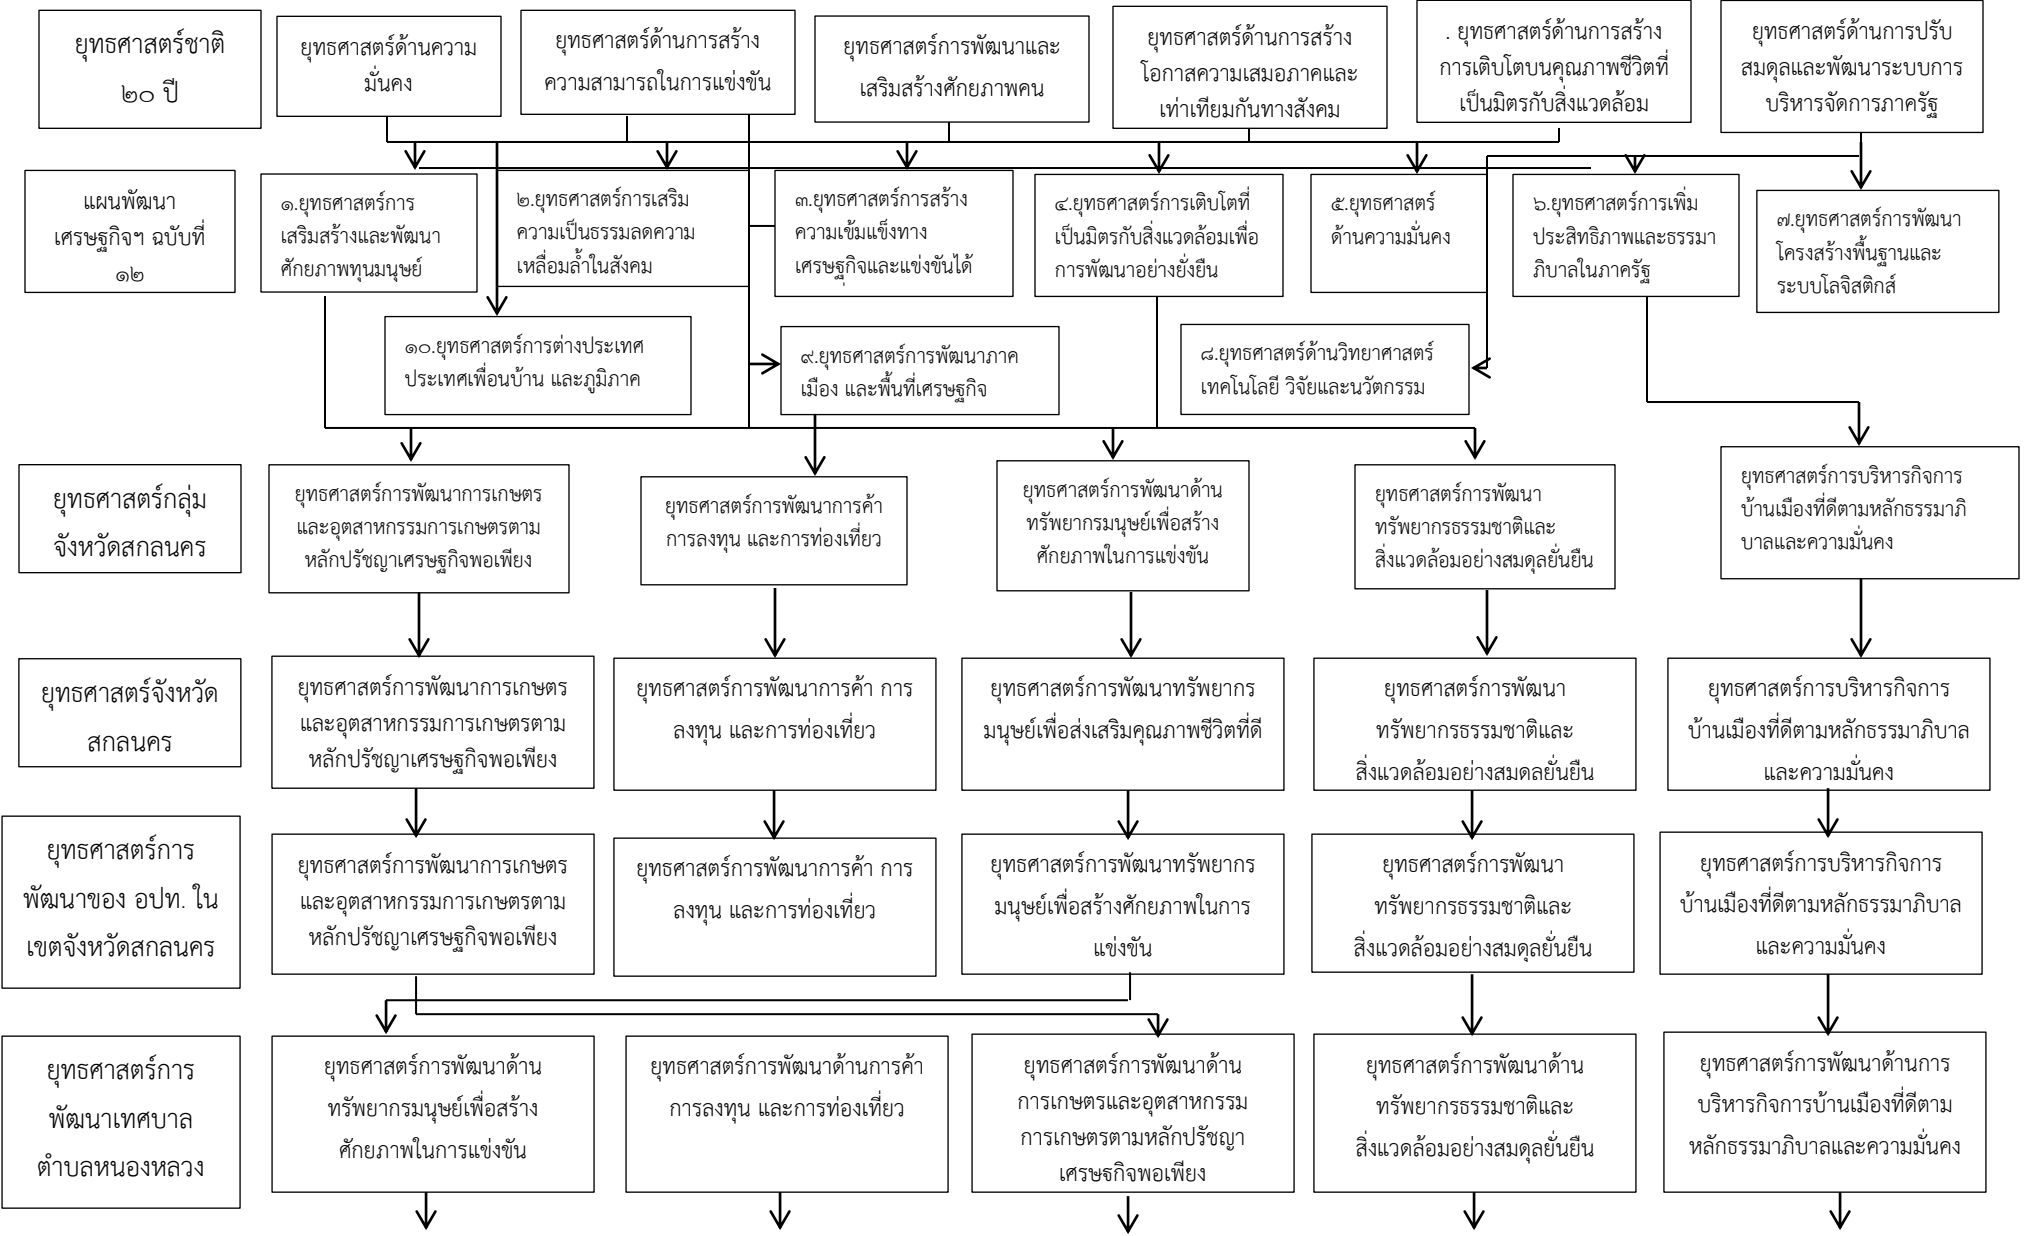 ยุทธศาสตร์ชาติ
๒๐ ปี
ยุทธศาสตร์ด้านความ
มั่นคง
ยุทธศาสตร์ด้านการสร้าง
ความสามารถในการแข่งขัน
ยุทธศาสตร์การพัฒนาและ
เสริมสร้างศักยภาพคน
ยุทธศาสตร์ด้านการสร้าง
โอกาสความเสมอภาคและ
เท่าเทียมกันทางสังคม
. ยุทธศาสตร์ด้านการสร้าง
การเติบโตบนคุณภาพชีวิตที่
เป็นมิตรกับสิ่งแวดล้อม
ยุทธศาสตร์ด้านการปรับ
สมดุลและพัฒนาระบบการ
บริหารจัดการภาครัฐ
แผนพัฒนา
เศรษฐกิจฯ ฉบับที่
๑๒
๑.ยุทธศาสตร์การ
เสริมสร้างและพัฒนา
ศักยภาพทุนมนุษย์
๒.ยุทธศาสตร์การเสริม
ความเป็นธรรมลดความ
เหลื่อมล้ำในสังคม
๓.ยุทธศาสตร์การสร้าง
ความเข้มแข็งทาง
เศรษฐกิจและแข่งขันได้
๔.ยุทธศาสตร์การเติบโตที่
เป็นมิตรกับสิ่งแวดล้อมเพื่อ
การพัฒนาอย่างยั่งยืน
๕.ยุทธศาสตร์
ด้านความมั่นคง
๖.ยุทธศาสตร์การเพิ่ม
ประสิทธิภาพและธรรมา
ภิบาลในภาครัฐ
๗.ยุทธศาสตร์การพัฒนา
โครงสร้างพื้นฐานและ
ระบบโลจิสติกส์
๑๐.ยุทธศาสตร์การต่างประเทศ
ประเทศเพื่อนบ้าน และภูมิภาค
๙.ยุทธศาสตร์การพัฒนาภาค
เมือง และพื้นที่เศรษฐกิจ
๘.ยุทธศาสตร์ด้านวิทยาศาสตร์
เทคโนโลยี วิจัยและนวัตกรรม
ยุทธศาสตร์กลุ่ม
จังหวัดสกลนคร
ยุทธศาสตร์การพัฒนาการเกษตร
และอุตสาหกรรมการเกษตรตาม
หลักปรัชญาเศรษฐกิจพอเพียง
ยุทธศาสตร์การพัฒนาการค้า
การลงทุน และการท่องเที่ยว
ยุทธศาสตร์การพัฒนาด้าน
ทรัพยากรมนุษย์เพื่อสร้าง
ศักยภาพในการแข่งขัน
ยุทธศาสตร์การพัฒนา
ทรัพยากรธรรมชาติและ
สิ่งแวดล้อมอย่างสมดุลยั่นยืน
ยุทธศาสตร์การบริหารกิจการ
บ้านเมืองที่ดีตามหลักธรรมาภิ
บาลและความมั่นคง
ยุทธศาสตร์จังหวัด
สกลนคร
ยุทธศาสตร์การพัฒนาการเกษตร
และอุตสาหกรรมการเกษตรตาม
หลักปรัชญาเศรษฐกิจพอเพียง
ยุทธศาสตร์การพัฒนาการค้า การ
ลงทุน และการท่องเที่ยว
ยุทธศาสตร์การพัฒนาทรัพยากร
มนุษย์เพื่อส่งเสริมคุณภาพชีวิตที่ดี
ยุทธศาสตร์การพัฒนา
ทรัพยากรธรรมชาติและ
สิ่งแวดล้อมอย่างสมดลยั่นยืน
ยุทธศาสตร์การบริหารกิจการ
บ้านเมืองที่ดีตามหลักธรรมาภิบาล
และความมั่นคง
ยุทธศาสตร์การ
พัฒนาของ อปท. ใน
เขตจังหวัดสกลนคร
ยุทธศาสตร์การพัฒนาการเกษตร
และอุตสาหกรรมการเกษตรตาม
หลักปรัชญาเศรษฐกิจพอเพียง
ยุทธศาสตร์การพัฒนาการค้า การ
ลงทุน และการท่องเที่ยว
ยุทธศาสตร์การพัฒนาทรัพยากร
มนุษย์เพื่อสร้างศักยภาพในการ
แข่งขัน
ยุทธศาสตร์การพัฒนา
ทรัพยากรธรรมชาติและ
สิ่งแวดล้อมอย่างสมดุลยั่นยืน
ยุทธศาสตร์การบริหารกิจการ
บ้านเมืองที่ดีตามหลักธรรมาภิบาล
และความมั่นคง
ยุทธศาสตร์การ
พัฒนาเทศบาล
ตำบลหนองหลวง
ยุทธศาสตร์การพัฒนาด้าน
ทรัพยากรมนุษย์เพื่อสร้าง
ศักยภาพในการแข่งขัน
ยุทธศาสตร์การพัฒนาด้านการค้า
การลงทุน และการท่องเที่ยว
ยุทธศาสตร์การพัฒนาด้าน
การเกษตรและอุตสาหกรรม
การเกษตรตามหลักปรัชญา
เศรษฐกิจพอเพียง
ยุทธศาสตร์การพัฒนาด้าน
ทรัพยากรธรรมชาติและ
สิ่งแวดล้อมอย่างสมดุลยั่นยืน
ยุทธศาสตร์การพัฒนาด้านการ
บริหารกิจการบ้านเมืองที่ดีตาม
หลักธรรมาภิบาลและความมั่นคง